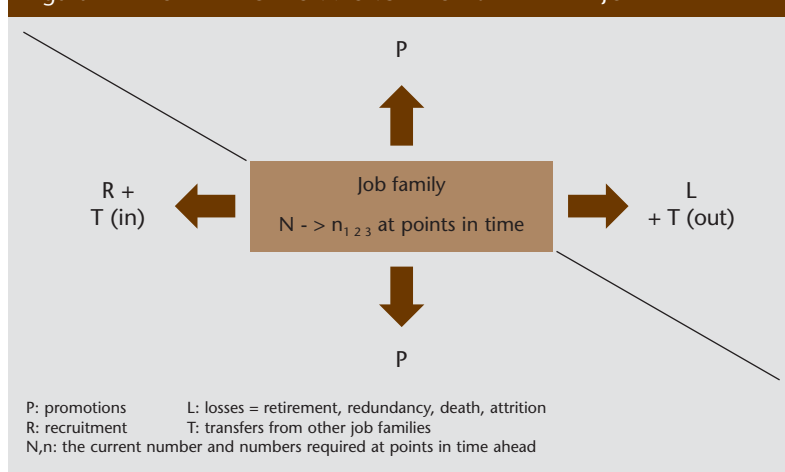 P
Job family
N - > n₁ ₂ ₃ at points in time
R +
T (in)
L
+ T (out)
P
P: promotions L: losses = retirement, redundancy, death, attrition
R: recruitment T: transfers from other job families
N,n: the current number and numbers required at points in time ahead